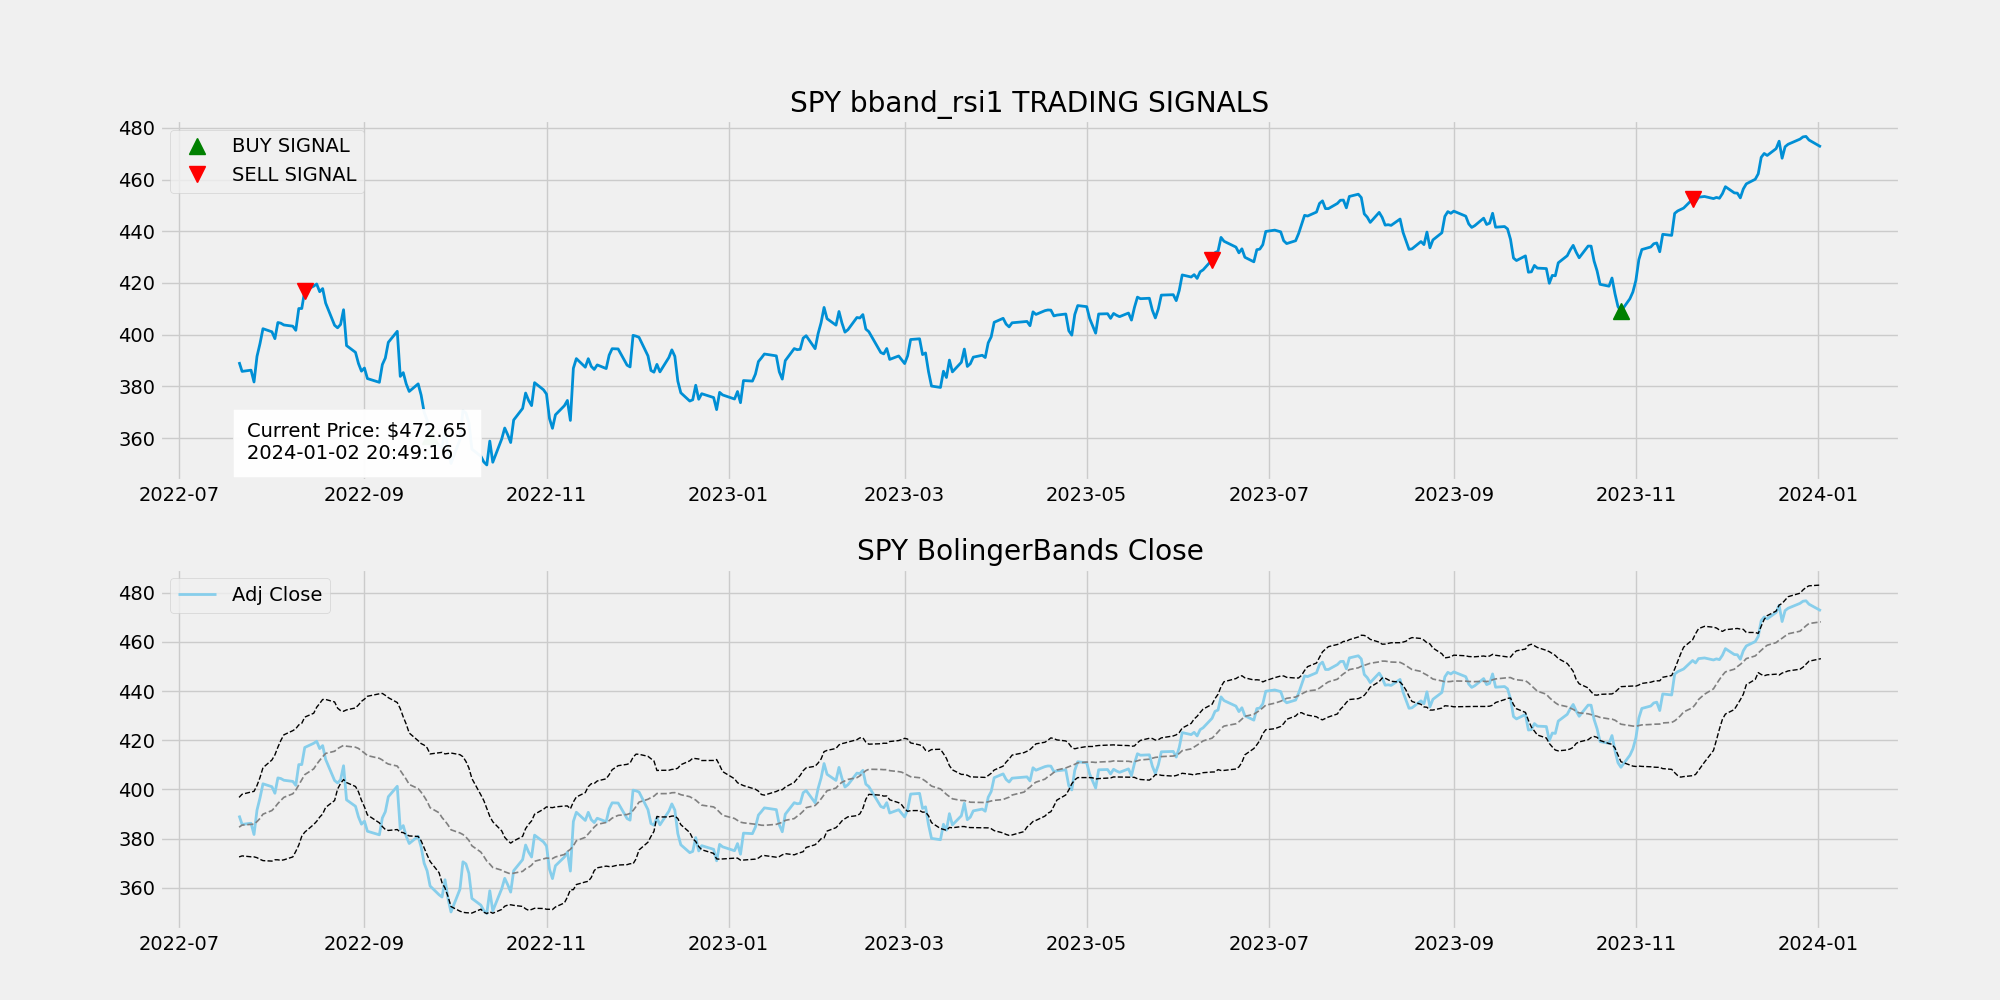 SPY bband_rsi1 TRADING SIGNALS
480
460
440
420
400
380
360
BUY SIGNAL
SELL SIGNAL
Current Price: $472.65
2024-01-02 20:49:16
2022-07 2022-09 2022-11 2023-01 2023-03 2023-05 2023-07 2023-09 2023-11 2024-01
SPY BolingerBands Close
480
460
440
420
400
380
360
Adj Close
2022-07 2022-09 2022-11 2023-01 2023-03 2023-05 2023-07 2023-09 2023-11 2024-01